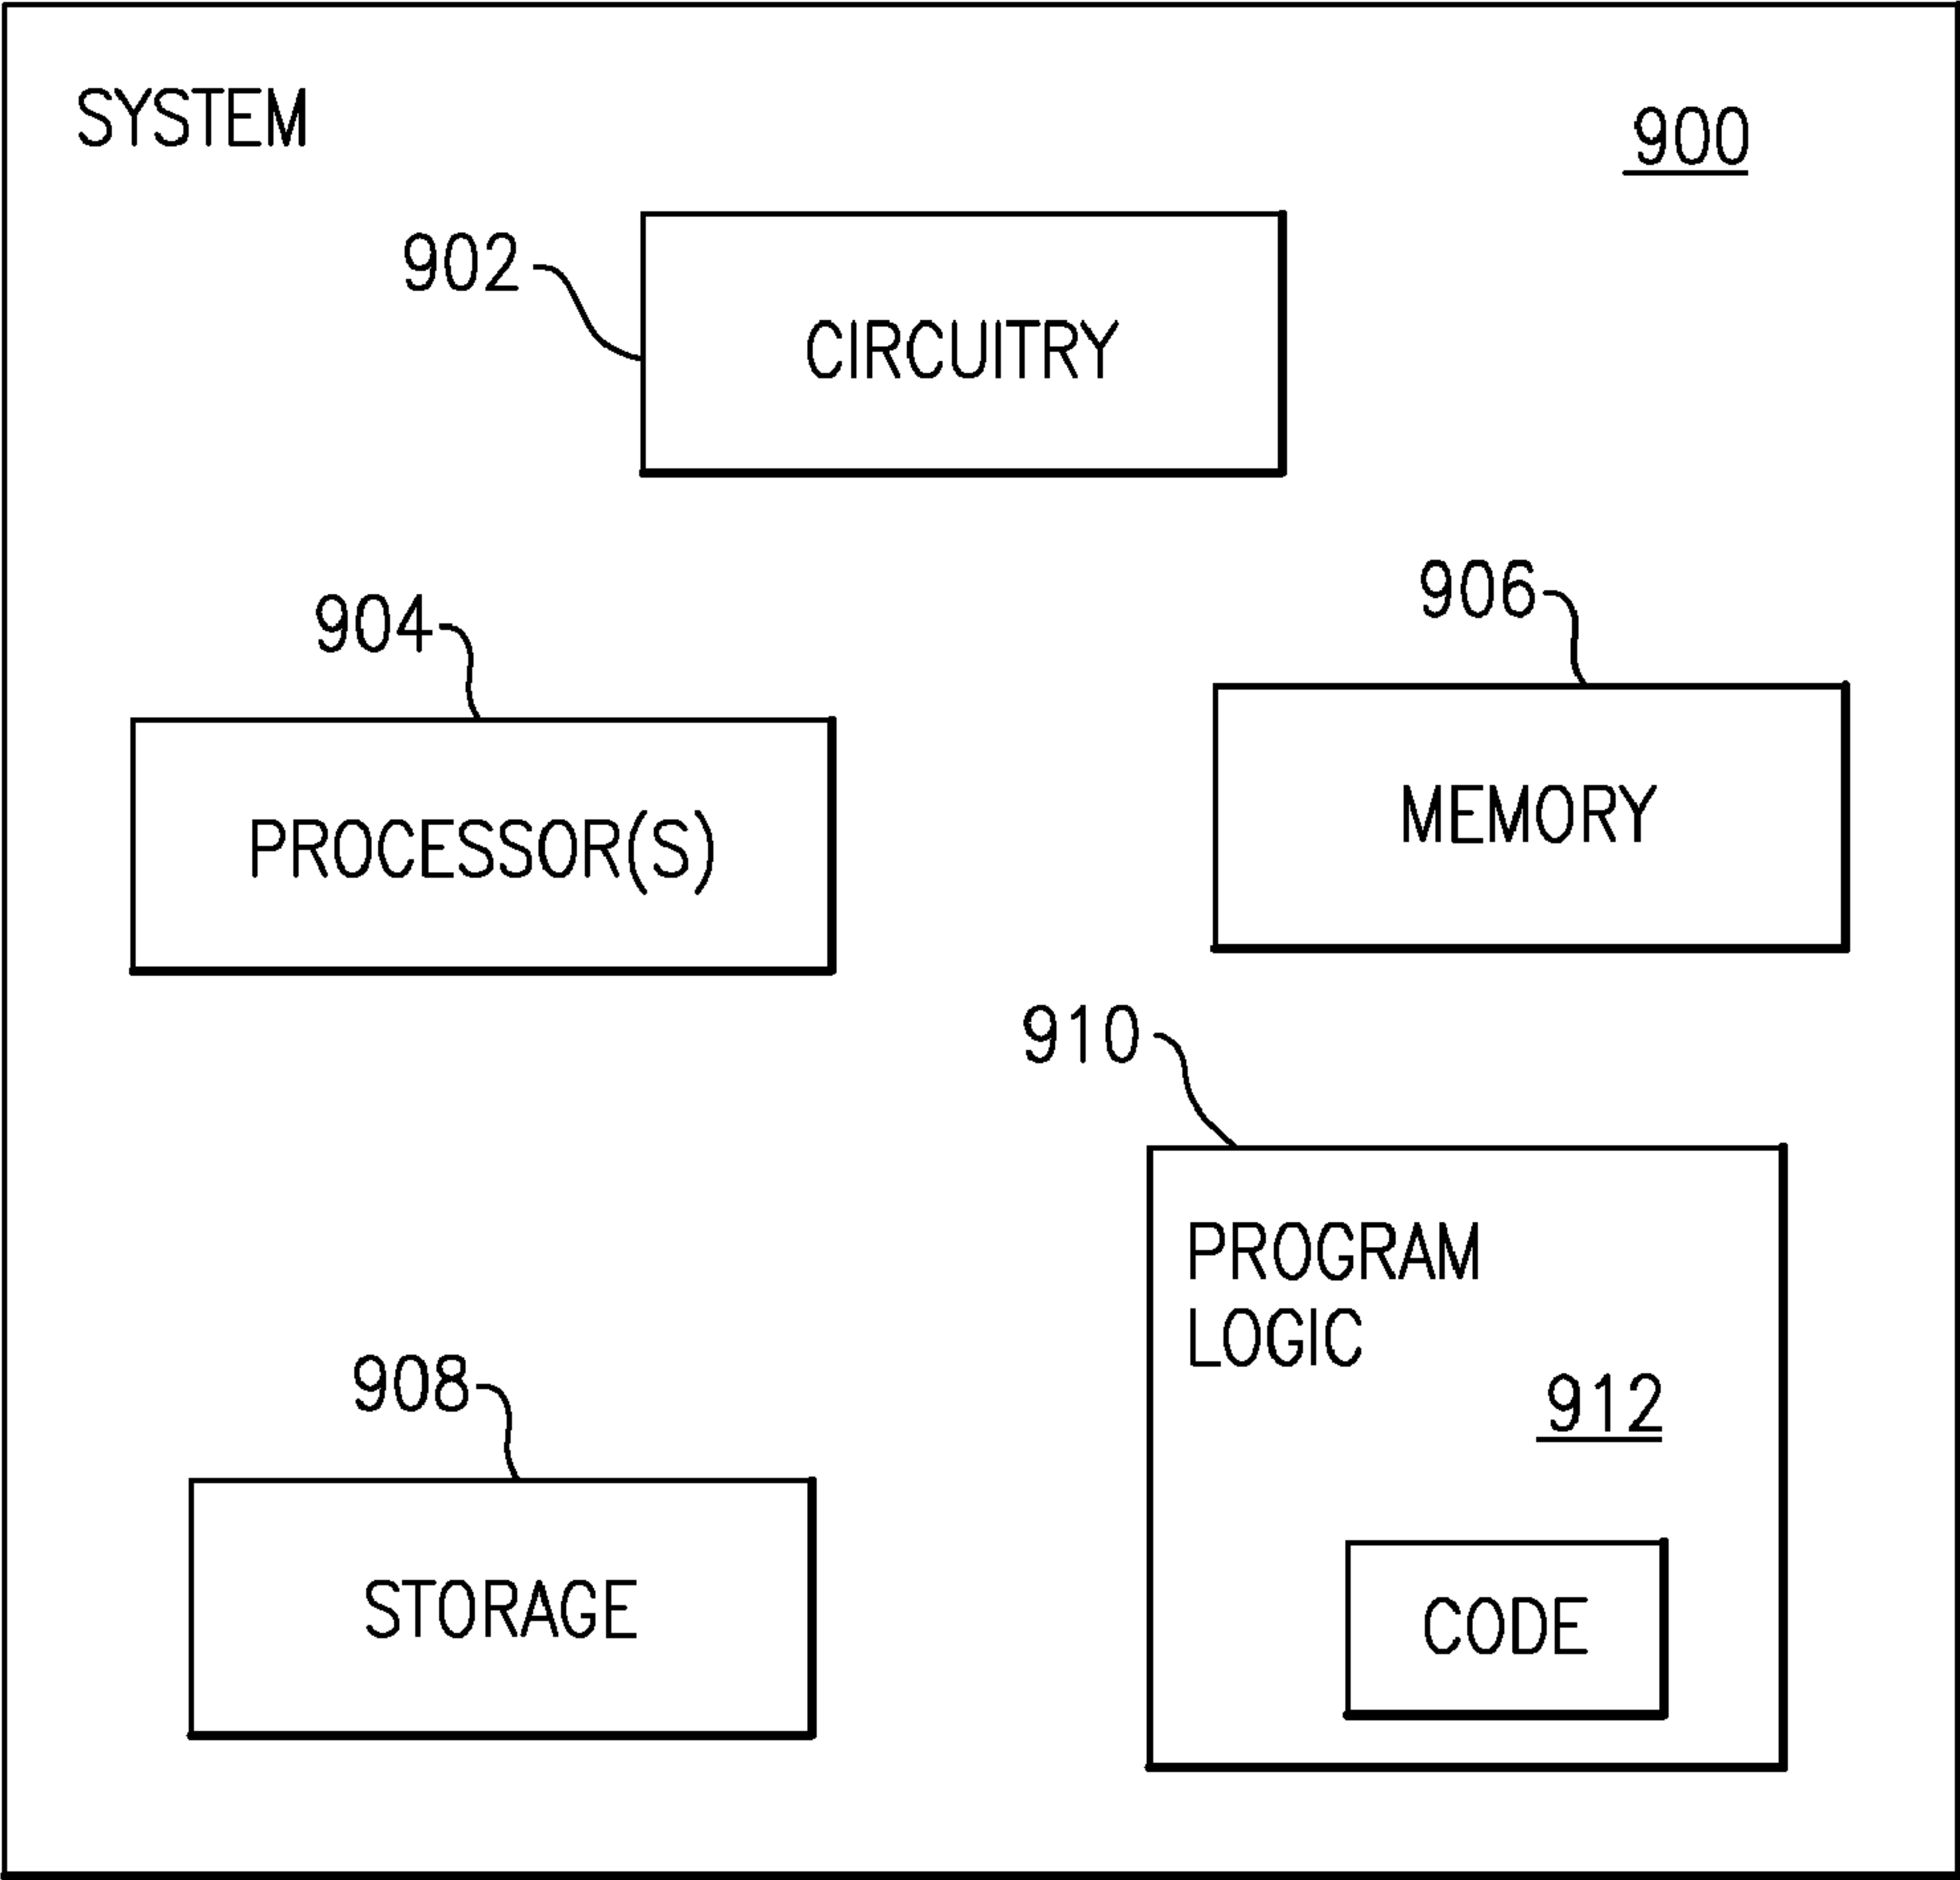 SYSTEM
900
902
CIRCUITRY
904
906
PROCESSOR(S)
MEMORY
910
PROGRAM
LOGIC
908
912
STORAGE
CODE